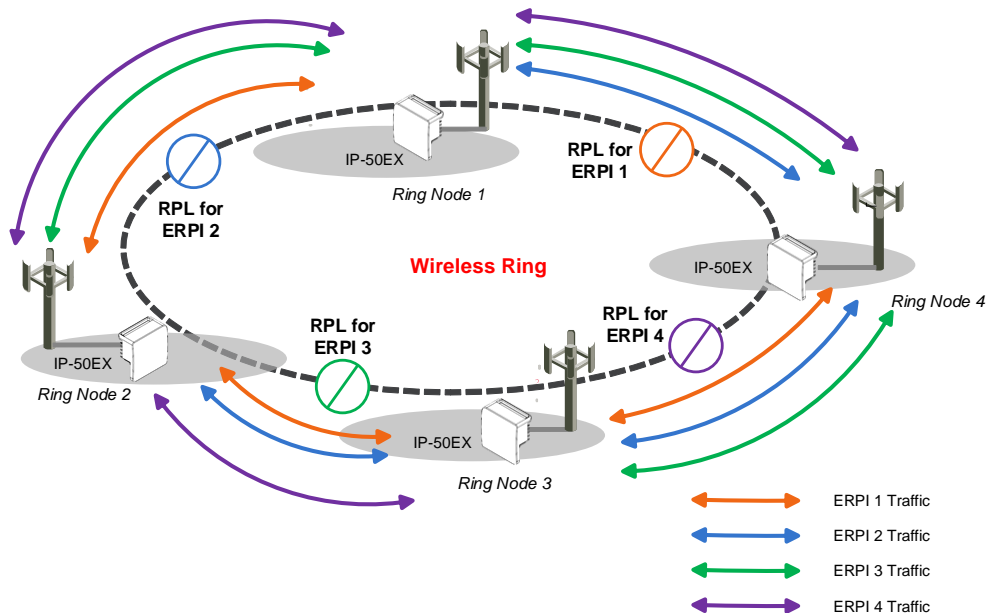 IP-50EX
Ring Node 1
RPL for
ERPI 1
RPL for
ERPI 2
Wireless Ring
IP-50EX
Ring Node 4
RPL for
ERPI 3
RPL for
ERPI 4
IP-50EX
Ring Node 2
IP-50EX
Ring Node 3
ERPI 1 Traffic
ERPI 2 Traffic
ERPI 3 Traffic
ERPI 4 Traffic